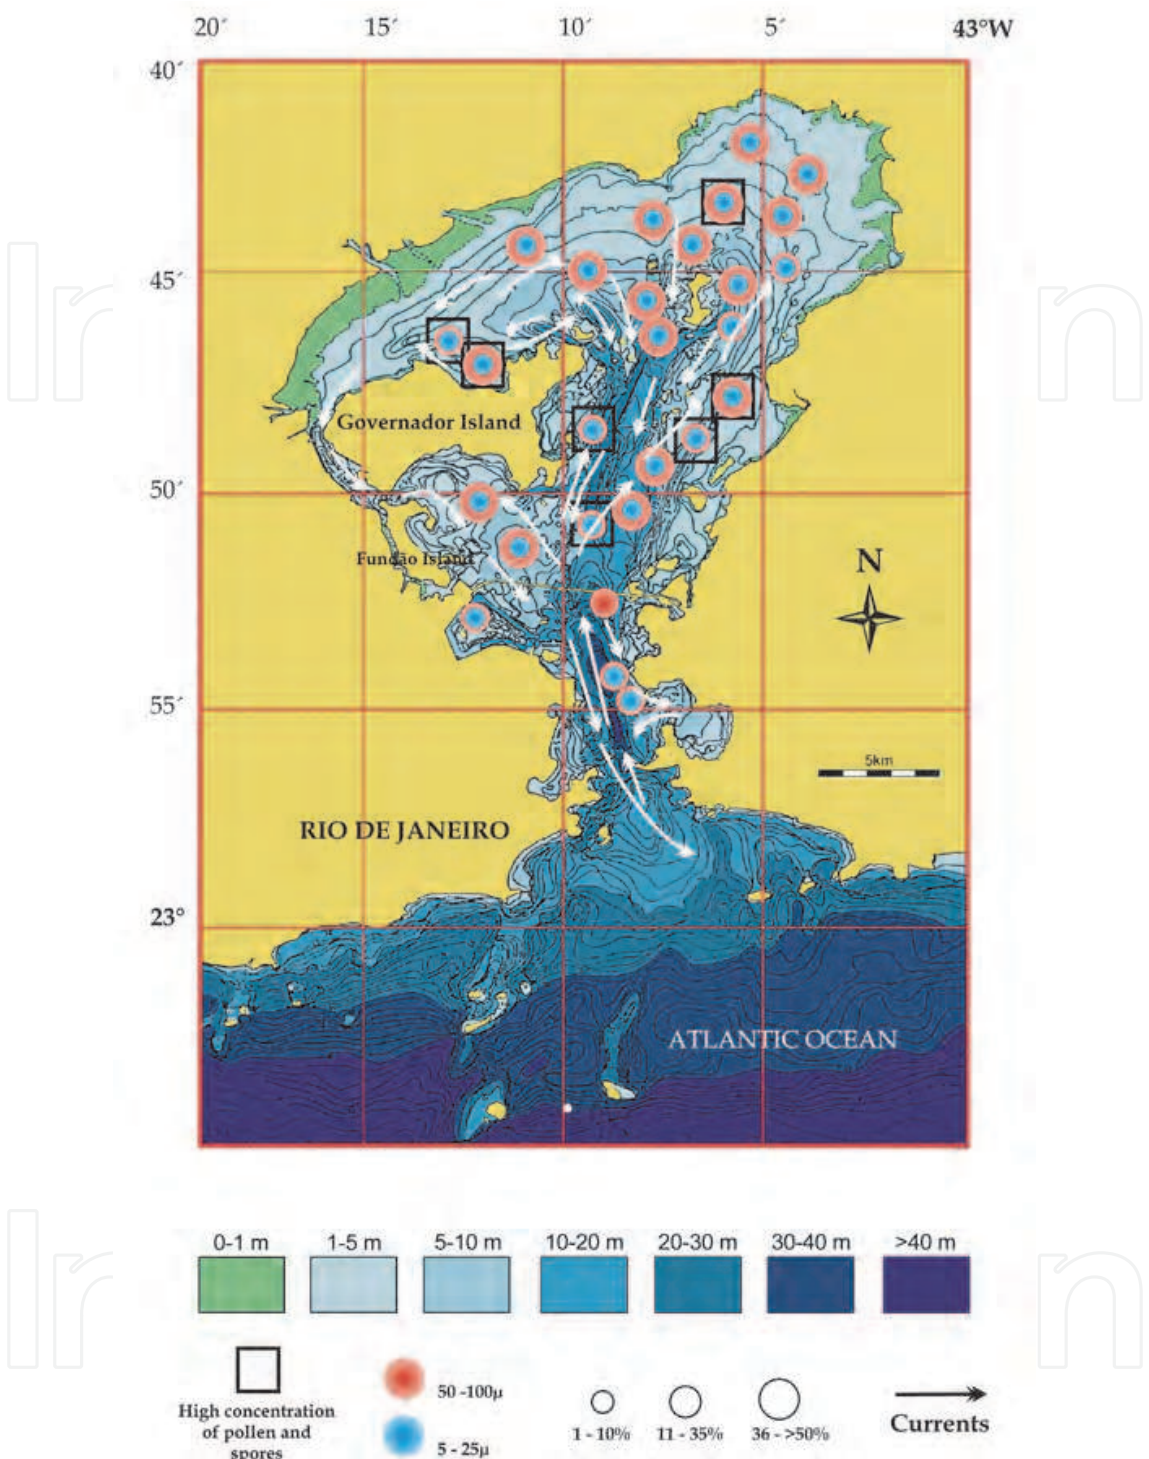 20´ 15´ 10´ 5´ 43°W
40´
45´
Governador Island
50´
Fundão Island
N
55´
5km
RIO DE JANEIRO
23°
ATLANTIC OCEAN
0-1 m 1-5 m 5-10 m 10-20 m 20-30 m 30-40 m >40 m
50 -100µ
High concentration
of pollen and
spores
5 - 25µ
1 - 10% 11 - 35% 36 - >50%
Currents